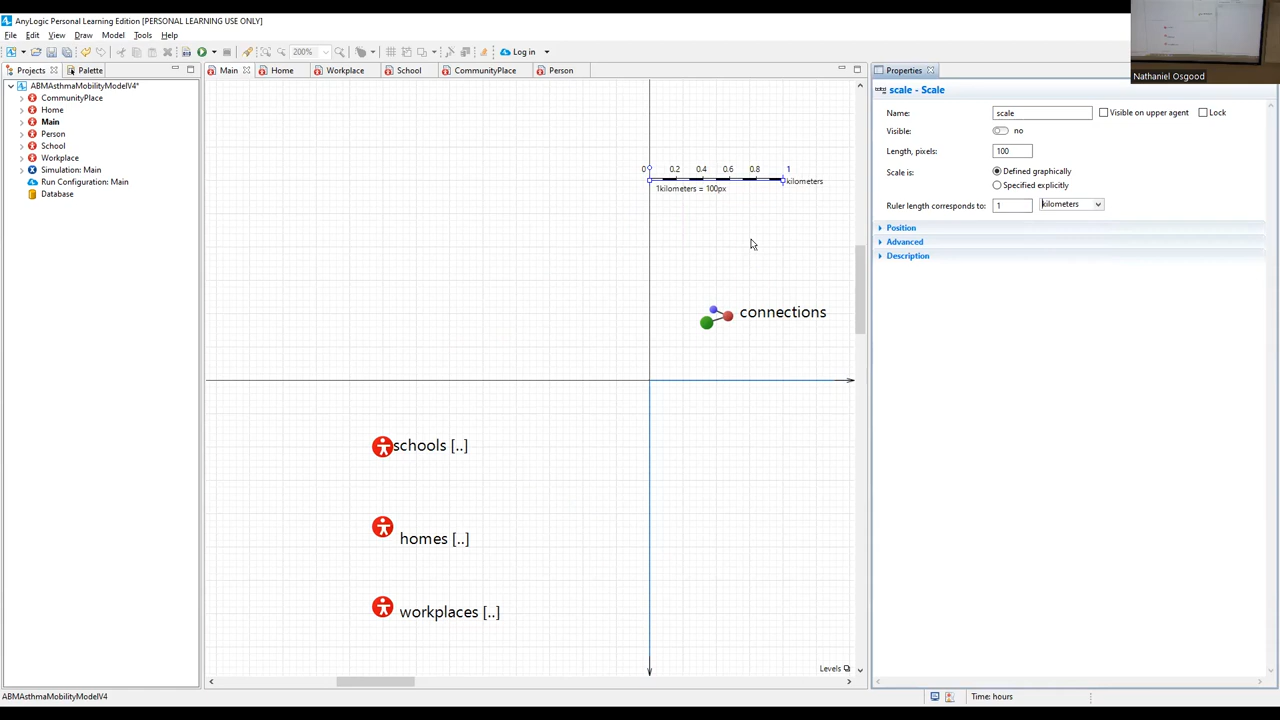 AnyLogic Personal Learning Edition [PERSONAL LEARNING USE ONLY]
File Edit View Draw Model Tools Help
200% Log in
Nathaniel Osgood
Projects Palette
Main Home Workplace School CommunityPlace Person
Properties
ABMAsthmaMobilityModelV4*
CommunityPlace
Home
Main
Person
School
Workplace
Simulation: Main
Run Configuration: Main
Database
0 0.2 0.4 0.6 0.8 1
kilometers
1kilometers = 100px
connections
schools [..]
homes [..]
workplaces [..]
Levels
scale - Scale
Name: scale Visible on upper agent Lock
Visible: no
Length, pixels: 100
Scale is: Defined graphically
Specified explicitly
Ruler length corresponds to: 1 kilometers
Position
Advanced
Description
ABMAsthmaMobilityModelV4
Time: hours